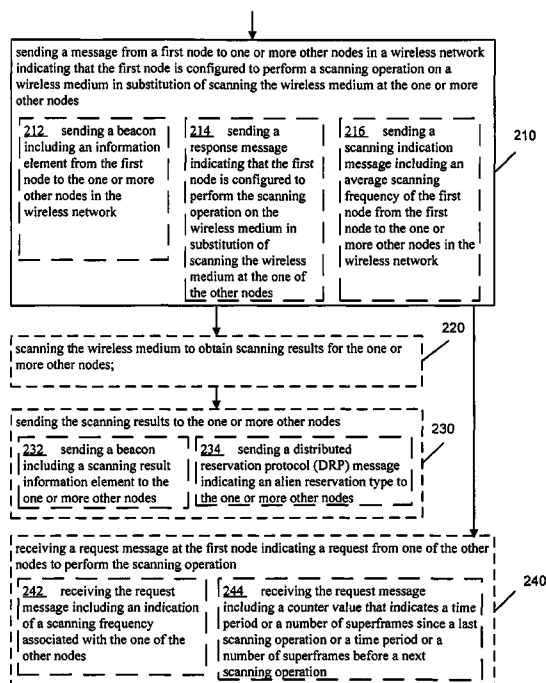 sending a message from a first node to one or more other nodes in a wireless network
indicating that the first node is configured to perform a scanning operation on a
wireless medium in substitution of scanning the wireless medium at the one or more
other nodes
212 sending a beacon
including an information
element from the first
node to the one or more
other nodes in the
wireless network
214 sending a
response message
indicating that the first
node is configured to
perform the scanning
operation on the
wireless medium in
substitution of
scanning the wireless
medium at the one of
the other nodes
216 sending a
scanning indication
message including an
average scanning
frequency of the first
node from the first
node to the one or
more other nodes in the
wireless network
210
scanning the wireless medium to obtain scanning results for the one or
more other nodes;
220
sending the scanning results to the one or more other nodes
232 sending a beacon
including a scanning result
information element to the
one or more other nodes
234 sending a distributed
reservation protocol (DRP) message
indicating an alien reservation type to
the one or more other nodes
230
receiving a request message at the first node indicating a request from one of the other
nodes to perform the scanning operation
242 receiving the request
message including an indication
of a scanning frequency
associated with the one of the
other nodes
244 receiving the request message
including a counter value that indicates a time
period or a number of superframes since a last
scanning operation or a time period or a
number of superframes before a next
scanning operation
240